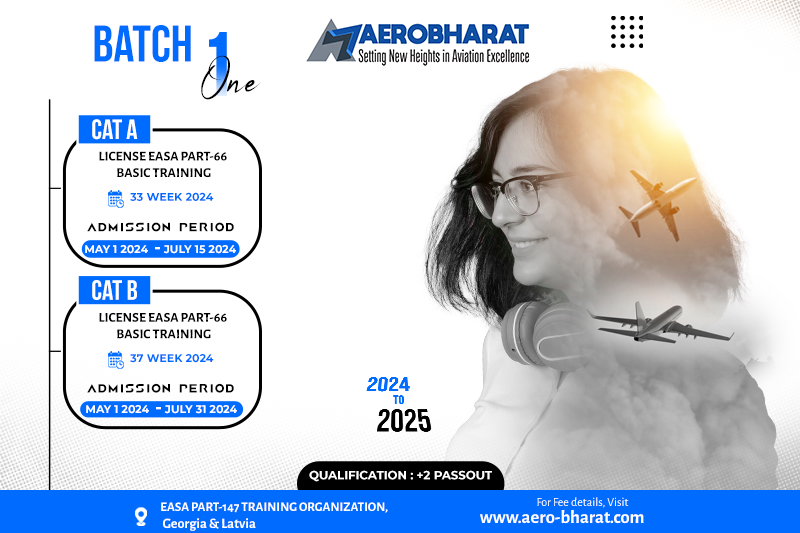 BATCH 1
One
AEROBHARAT
Setting New Heights in Aviation Excellence
CAT A
LICENSE EASA PART-66
BASIC TRAINING
33 WEEK 2024
ADMISSION PERIOD
MAY 1 2024 - JULY 15 2024
CAT B
LICENSE EASA PART-66
BASIC TRAINING
37 WEEK 2024
ADMISSION PERIOD
MAY 1 2024 - JULY 31 2024
2024
TO
2025
QUALIFICATION : +2 PASSOUT
EASA PART-147 TRAINING ORGANIZATION,
Georgia & Latvia
For Fee details, Visit
www.aero-bharat.com